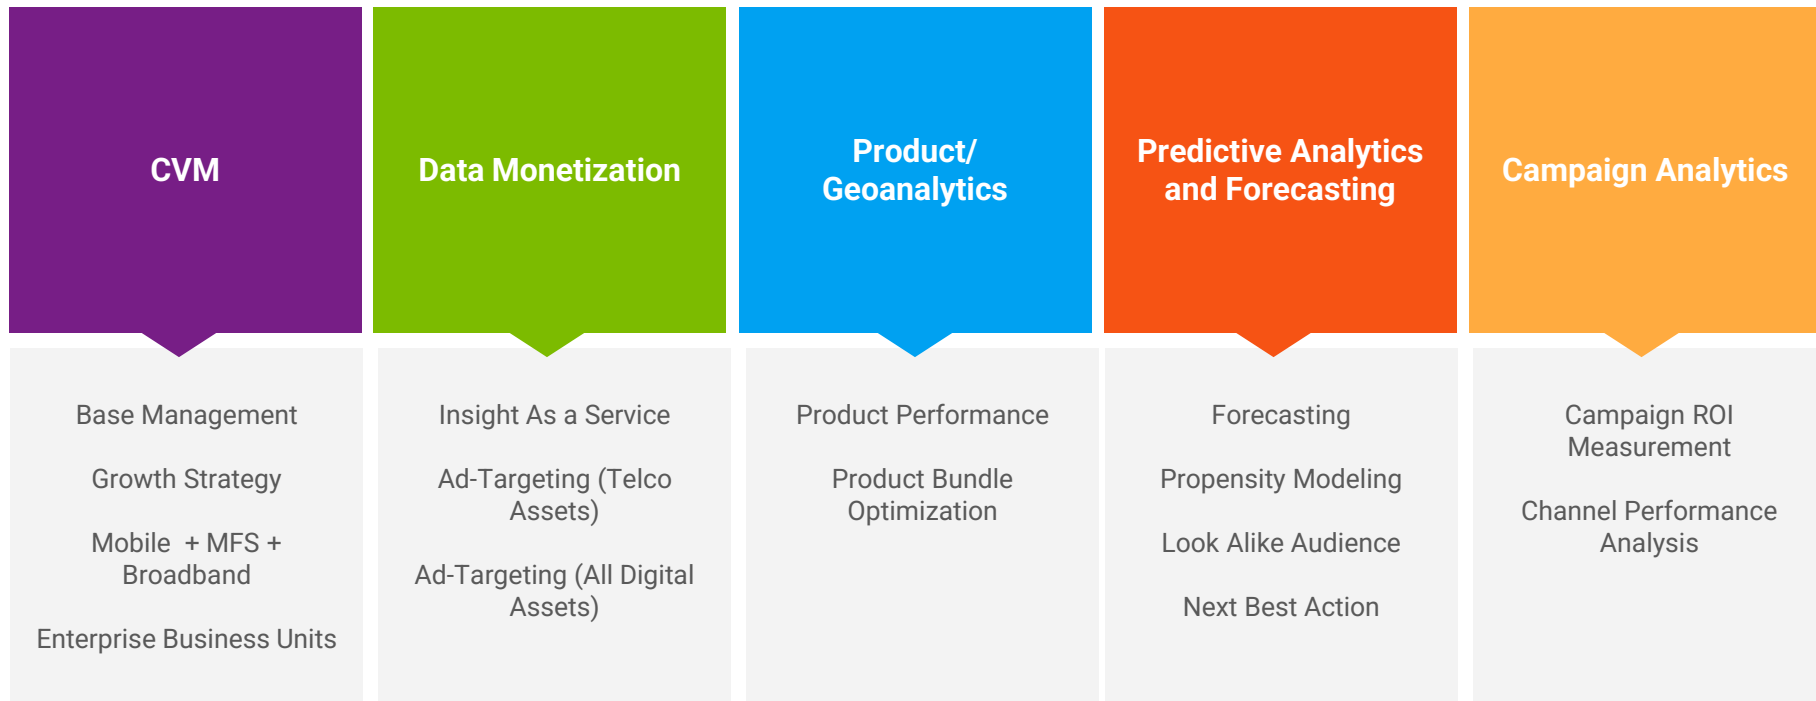 CVM
Base Management
Growth Strategy
Mobile  + MFS +
Broadband
Enterprise Business Units
Data Monetization
Insight As a Service
Ad-Targeting (Telco
Assets)
Ad-Targeting (All Digital
Assets)
Product/
Geoanalytics
Product Performance
Product Bundle
Optimization
Predictive Analytics
and Forecasting
Forecasting
Propensity Modeling
Look Alike Audience
Next Best Action
Campaign Analytics
Campaign ROI
Measurement
Channel Performance
Analysis